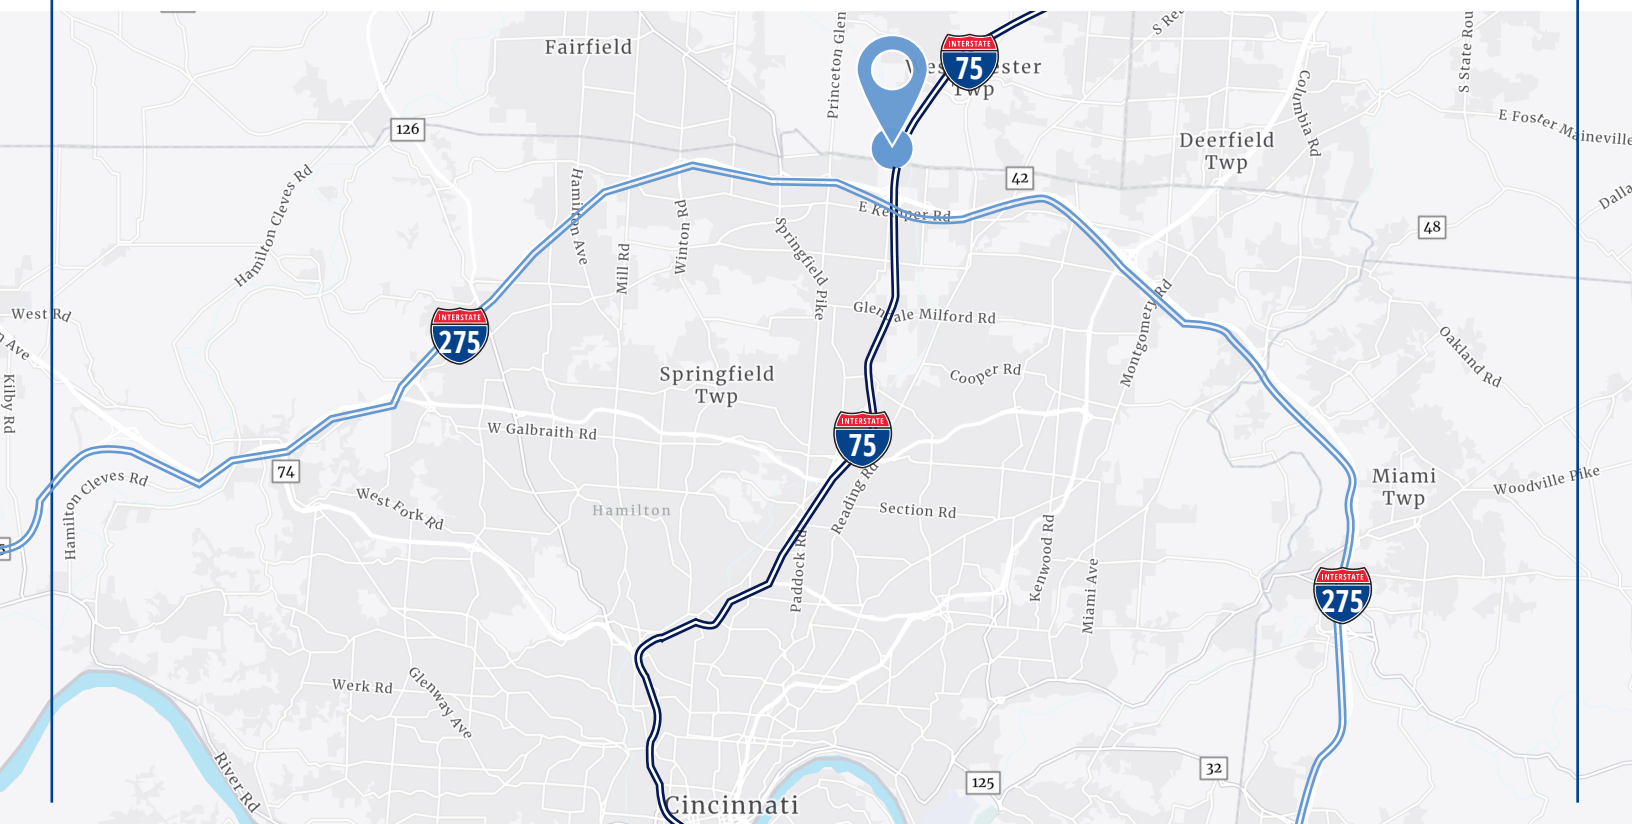 Fairfield
Princeton Glen
INTERSTATE
75
Twp
S State Rou
Columbia Rd
E Foster Maineville
126
Deerfield
Twp
42
Hamilton Cleves Rd
Hamilton Ave
Winton Rd
Mill Rd
Springfield Pike
E Kemper Rd
48
Dalla
West Rd
Ave
INTERSTATE
275
Glendale Milford Rd
Montgomery Rd
Oakland Rd
Kilby Rd
Springfield
Twp
Cooper Rd
W Galbraith Rd
INTERSTATE
75
74
Hamilton Cleves Rd
West Fork Rd
Hamilton
Reading Rd
Section Rd
Miami
Twp
Woodville Pike
Paddock Rd
Kenwood Rd
Miami Ave
INTERSTATE
275
Werk Rd
Glenway Ave
River Rd
125
32
Cincinnati